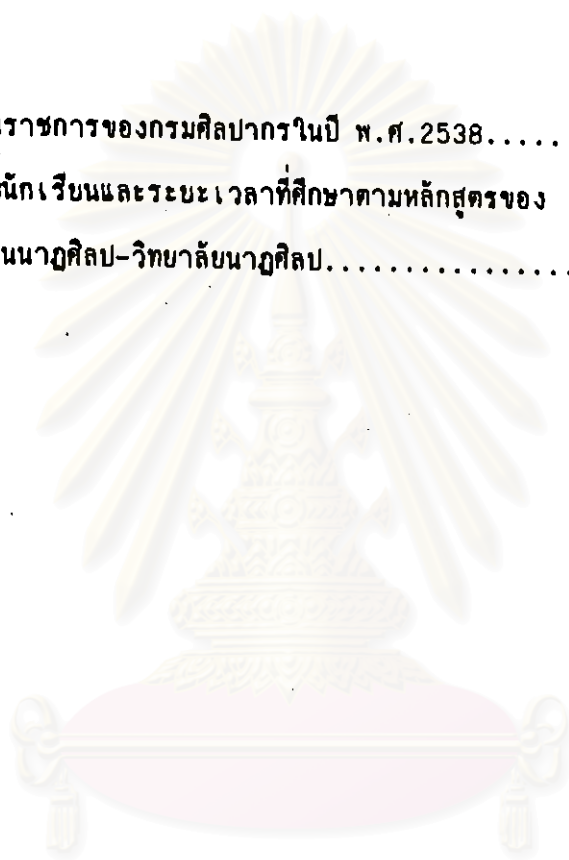 ราชการของกรมศิลปากรในปี พ.ศ.2538.....
นักเรียนและระยะเวลาที่ศึกษาตามหลักสูตรของ
นนาฏศิลป-วิทยาลัยนาฏศิลป................